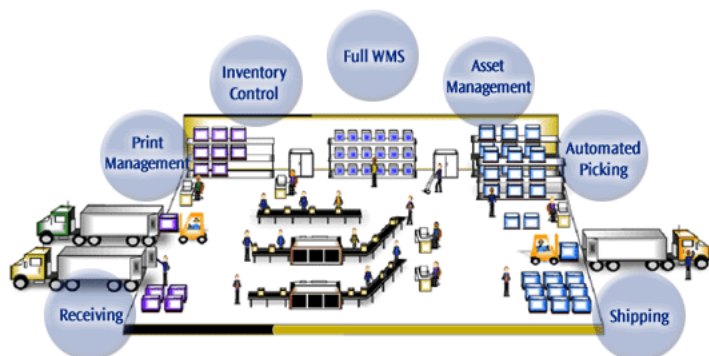 Full WMS
Inventory
Control
Asset
Management
Print
Management
Automated
Picking
Receiving
Shipping